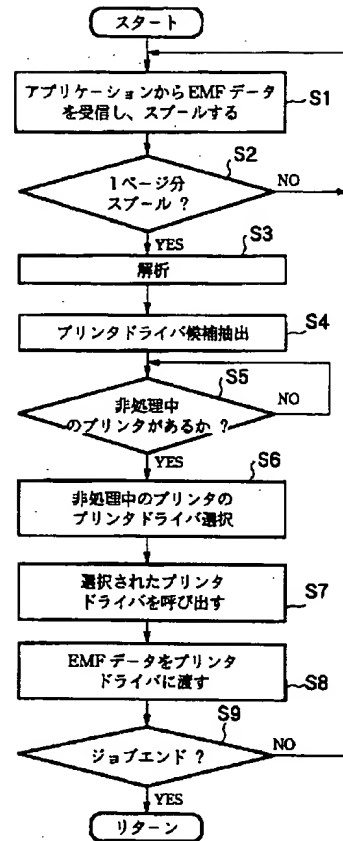 スタート
アプリケーションからEMFデータ
を受信し、スプールする
S1
S2
1ページ分
スプール ?
NO
YES
S3
解析
プリンタドライバ候補抽出
S4
S5
非処理中
のプリンタがあるか ?
NO
YES
S6
非処理中のプリンタの
プリンタドライバ選択
選択されたプリンタ
ドライバを呼び出す
S7
EMFデータをプリンタ
ドライバに渡す
S8
S9
ジョブエンド ?
NO
YES
リターン